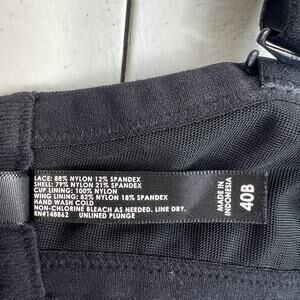 LACE: 88% NYLON 12% SPANDEX
SHELL: 79% NYLON 21% SPANDEX
CUP LINING: 100% NYLON
WING LINING: 82% NYLON 18% SPANDEX
HAND WASH COLD
NON-CHLORINE BLEACH AS NEEDED. LINE DRY.
RN#148862 UNLINED PLUNGE
MADE IN
INDONESIA
40B